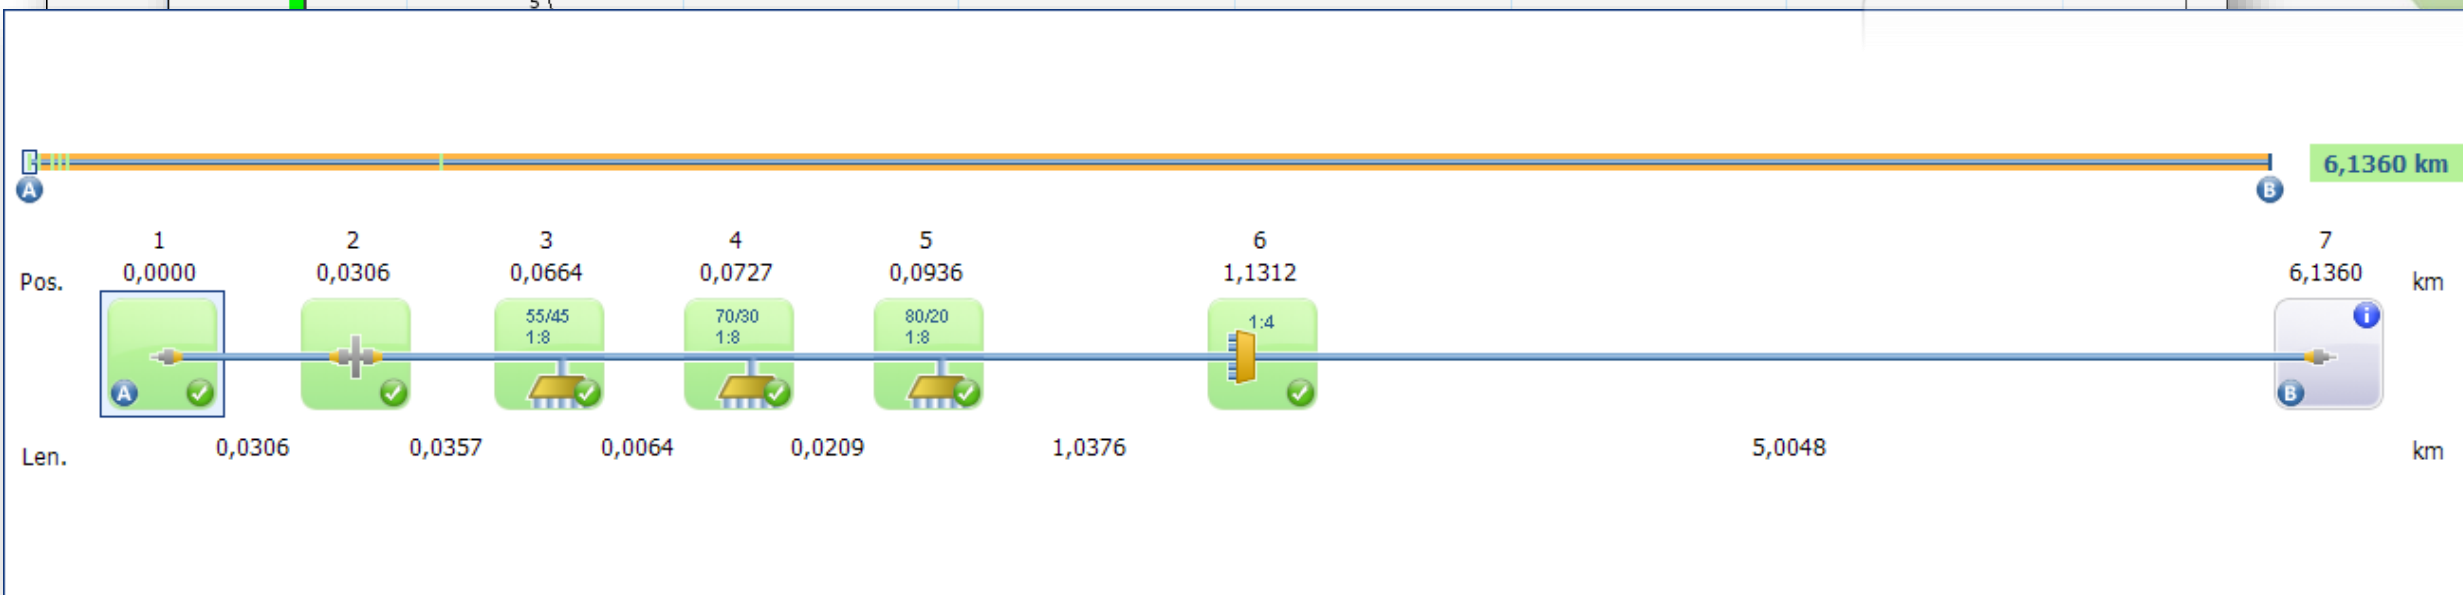 5
A
B
6,1360 km
1 2 3 4 5 6 7
Pos. 0,0000 0,0306 0,0664 0,0727 0,0936 1,1312 6,1360 km
55/45 70/30 80/20 1:4 i
1:8 1:8 1:8
A B
Len. 0,0306 0,0357 0,0064 0,0209 1,0376 5,0048 km